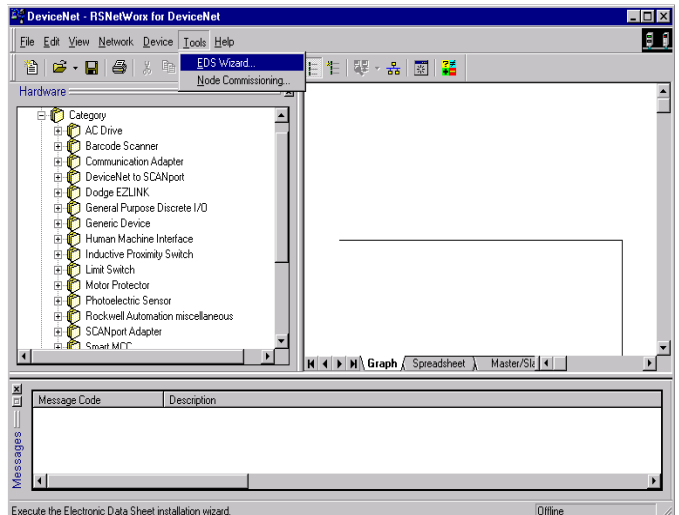 DeviceNet - RSNetWorx for DeviceNet
File Edit View Network Device Tools Help
EDS Wizard...
Node Commissioning...
Hardware
Category
AC Drive
Barcode Scanner
Communication Adapter
DeviceNet to SCANport
Dodge EZLINK
General Purpose Discrete I/O
Generic Device
Human Machine Interface
Inductive Proximity Switch
Limit Switch
Motor Protector
Photoelectric Sensor
Rockwell Automation miscellaneous
SCANport Adapter
Smart MCC
Graph Spreadsheet Master/Sla
Message Code Description
Messages
Execute the Electronic Data Sheet installation wizard. Offline